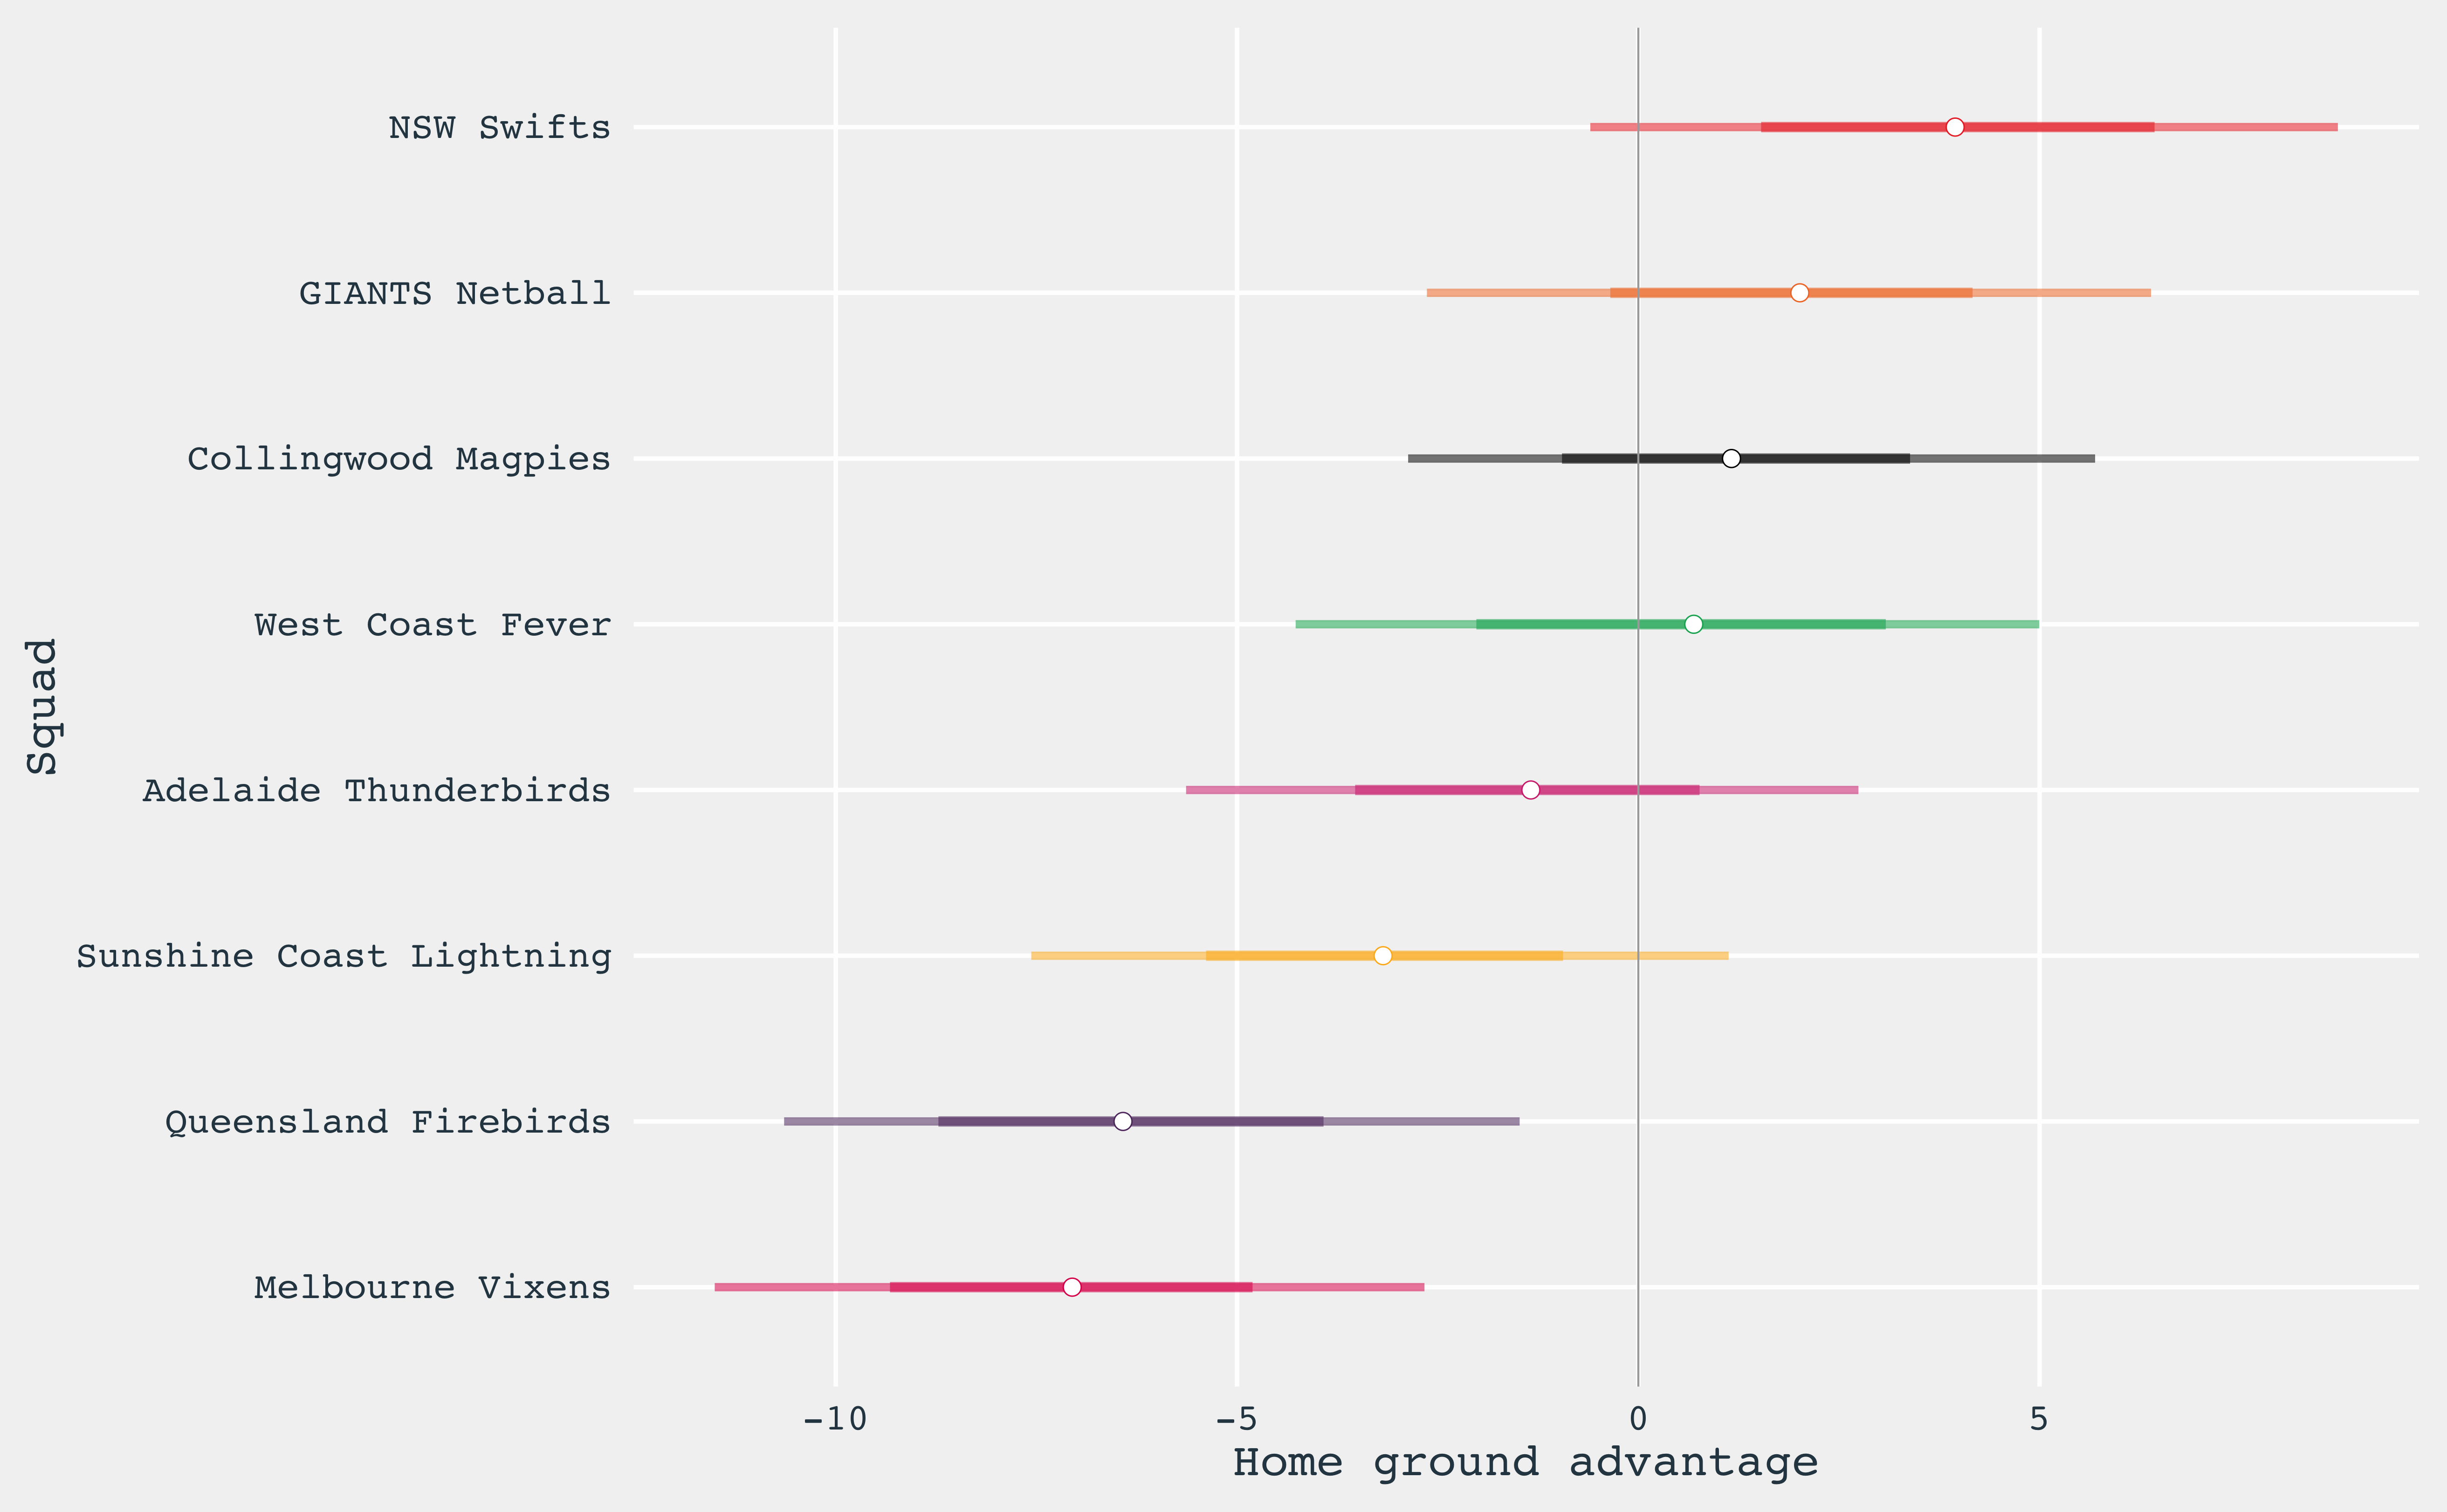 NSW Swifts
GIANTS Netball
Collingwood Magpies
West Coast Fever
Adelaide Thunderbirds
Sunshine Coast Lightning
Queensland Firebirds
Melbourne Vixens
Squad
-10
-5
0
5
Home ground advantage